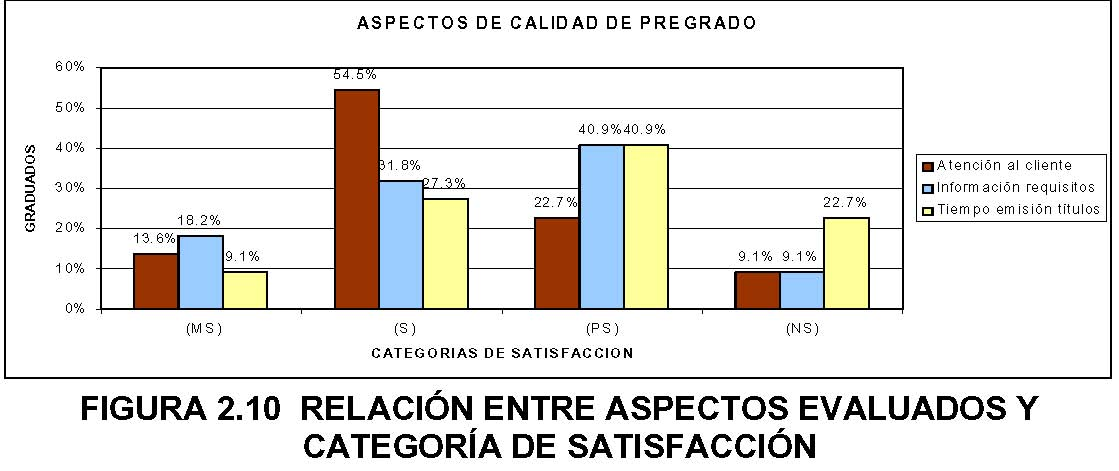 ASPECTOS DE CALIDAD DE PREGRADO
60%
50%
40%
30%
20%
10%
0%
GRADUADOS
13.6%
18.2%
9.1%
54.5%
31.8%
27.3%
22.7%
40.9%
40.9%
9.1%
9.1%
22.7%
(MS)
(S)
(PS)
(NS)
CATEGORIAS DE SATISFACCION
Atención al cliente
Información requisitos
Tiempo emisión títulos
FIGURA 2.10 RELACIÓN ENTRE ASPECTOS EVALUADOS Y
CATEGORÍA DE SATISFACCIÓN